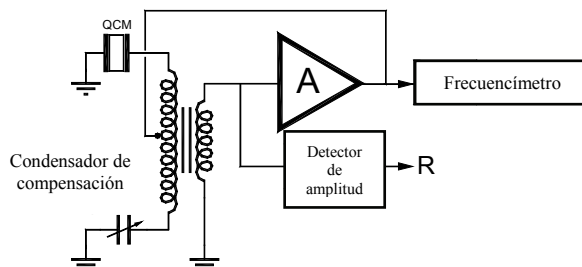 QCM
A
Frecuencímetro
Condensador de
compensación
Detector
de
amplitud
R